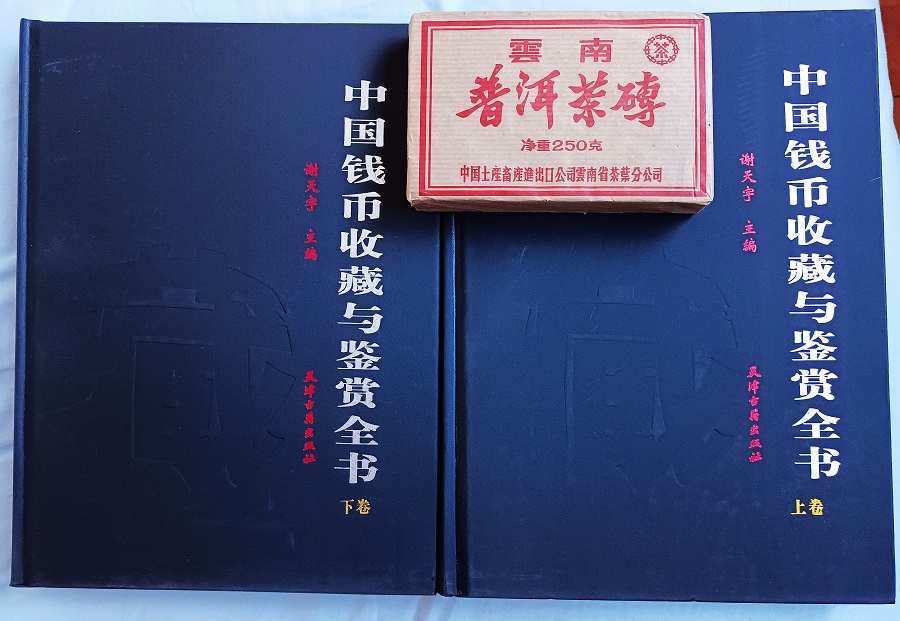 中国钱币收藏与鉴赏全书
谢天宇 主编
天津古籍出版社
下卷
雲南
茶
普洱茶磚
净重250克
中国土産畜産進出口公司雲南省茶葉分公司
中国钱币收藏与鉴赏全书
谢天宇 主编
天津古籍出版社
上卷